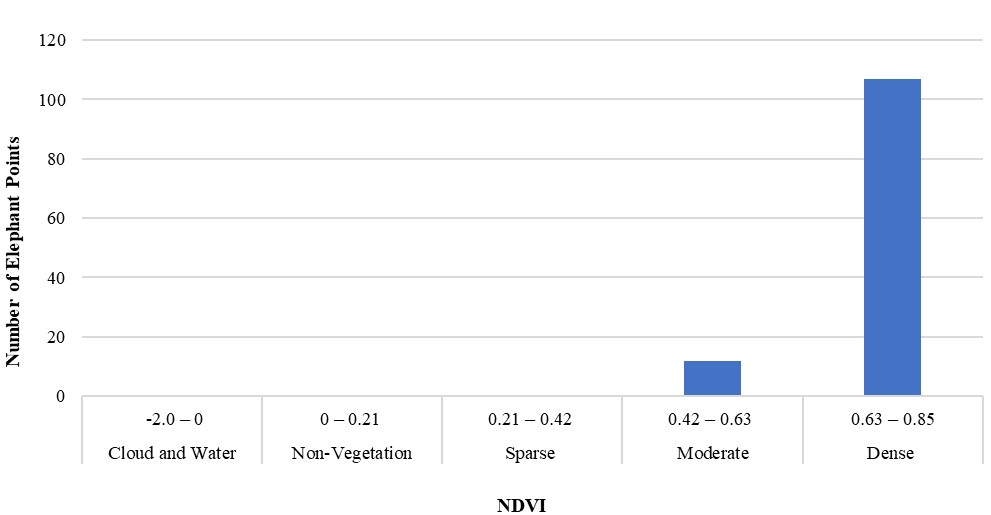 120
100
80
60
40
20
0
Number of Elephant Points
-2.0 – 0
0 – 0.21
0.21 – 0.42
0.42 – 0.63
0.63 – 0.85
Cloud and Water
Non-Vegetation
Sparse
Moderate
Dense
NDVI